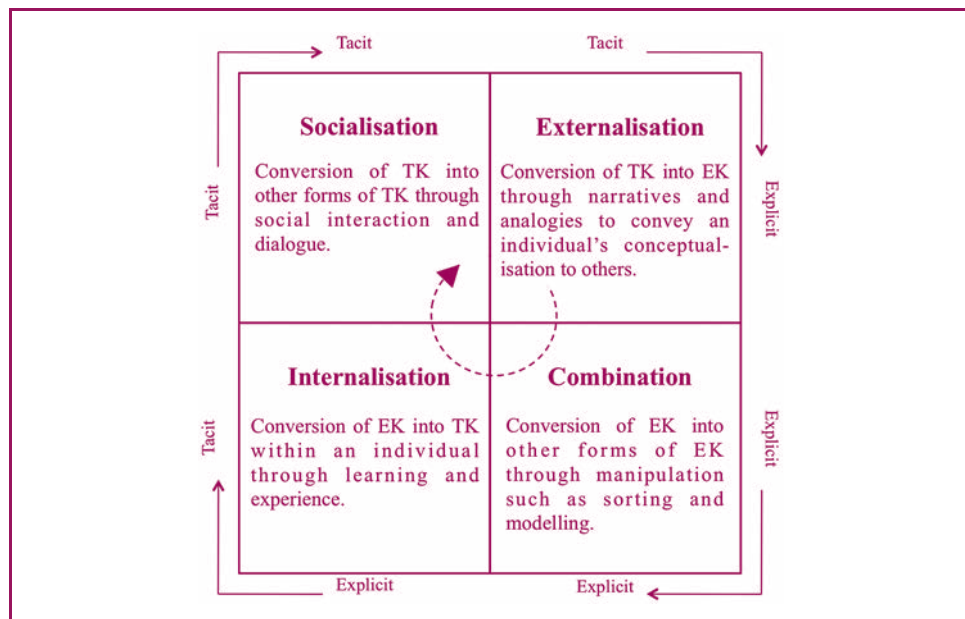 Tacit
Tacit
Socialisation
Externalisation
Conversion of TK into
other forms of TK through
social interaction and
dialogue.
Conversion of TK into EK
through narratives and
analogies to convey an
individual's conceptual-
isation to others.
Tacit
Explicit
Internalisation
Combination
Conversion of EK into TK
within an individual
through learning and
experience.
Conversion of EK into
other forms of EK
through manipulation
such as sorting and
modelling.
Tacit
Explicit
Explicit
Explicit